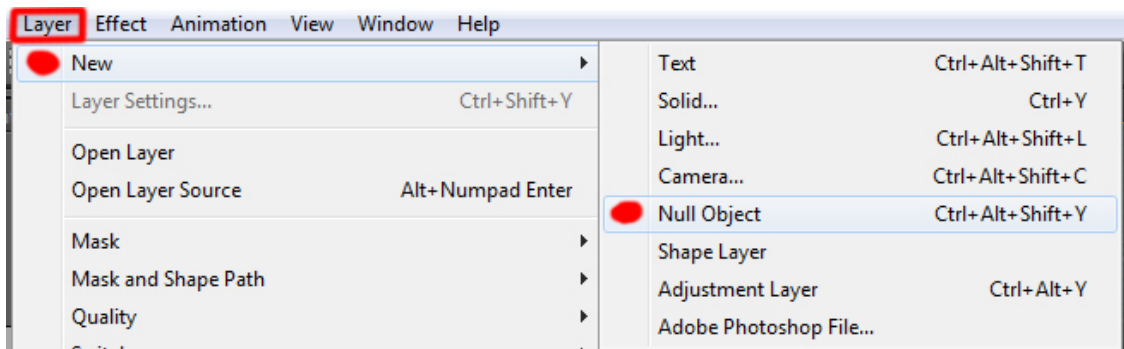 Layer Effect Animation View Window Help
New
Layer Settings... Ctrl+Shift+Y
Open Layer
Open Layer Source Alt+Numpad Enter
Mask
Mask and Shape Path
Quality
Text Ctrl+Alt+Shift+T
Solid... Ctrl+Y
Light... Ctrl+Alt+Shift+L
Camera... Ctrl+Alt+Shift+C
Null Object Ctrl+Alt+Shift+Y
Shape Layer
Adjustment Layer Ctrl+Alt+Y
Adobe Photoshop File...